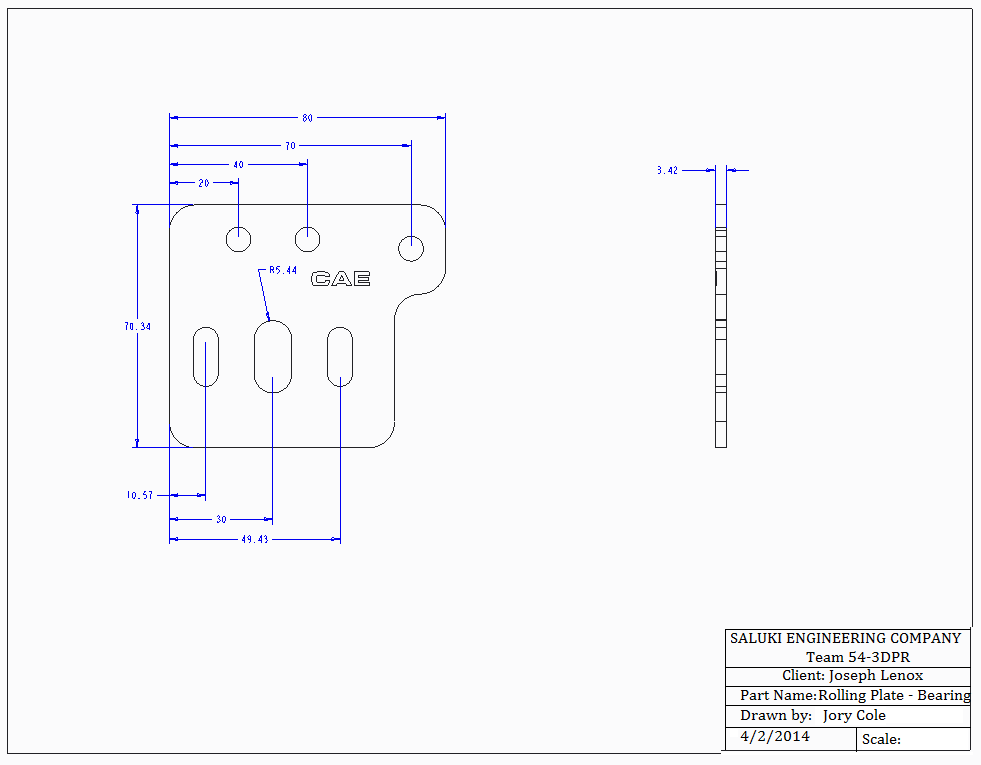 80
70
40
20
3.42
R5.44
CAE
70.34
10.57
30
49.43
SALUKI ENGINEERING COMPANY
Team 54-3DPR
Client: Joseph Lenox
Part Name:Rolling Plate - Bearing
Drawn by: Jory Cole
4/2/2014
Scale: